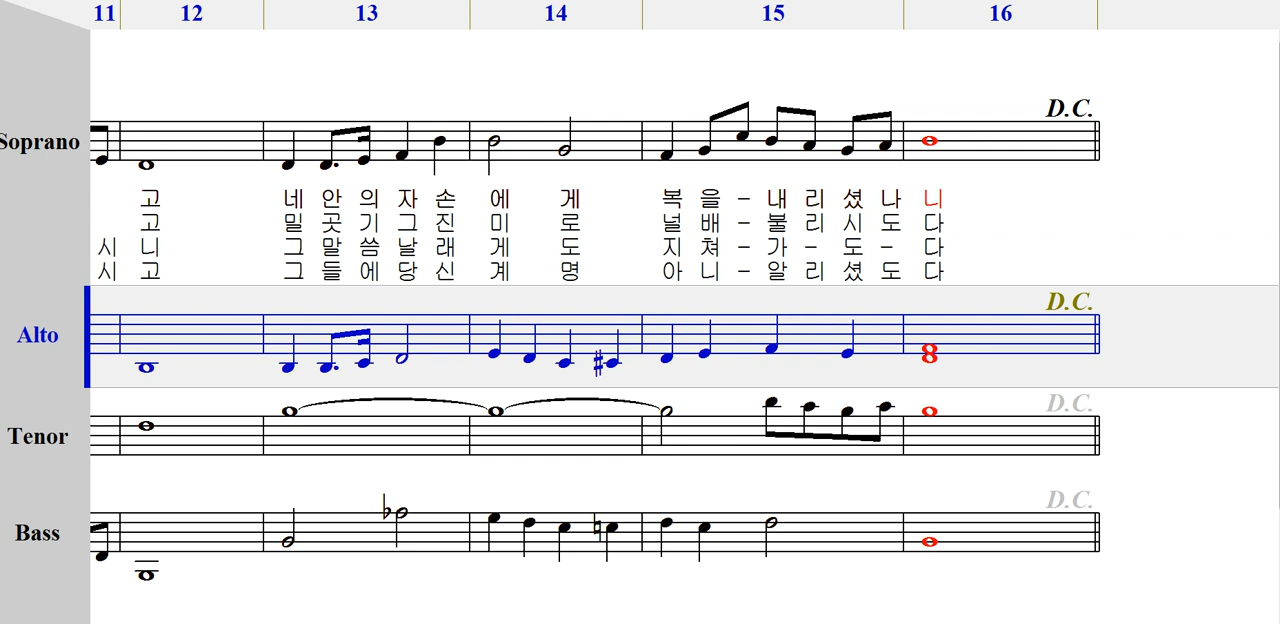 11 12 13 14 15 16
D.C.
Soprano
고 네 안 의 자 손 에 게 복 을 - 내 리 셨 나 니
고 밀 곳 기 그 진 미 로 널 배 - 불 리 시 도 다
시 니 그 말 씀 날 래 게 도 지 쳐 - 가 - 도 - 다
시 고 그 들 에 당 신 계 명 아 니 - 알 리 셨 도 다
D.C.
Alto
D.C.
Tenor
D.C.
Bass